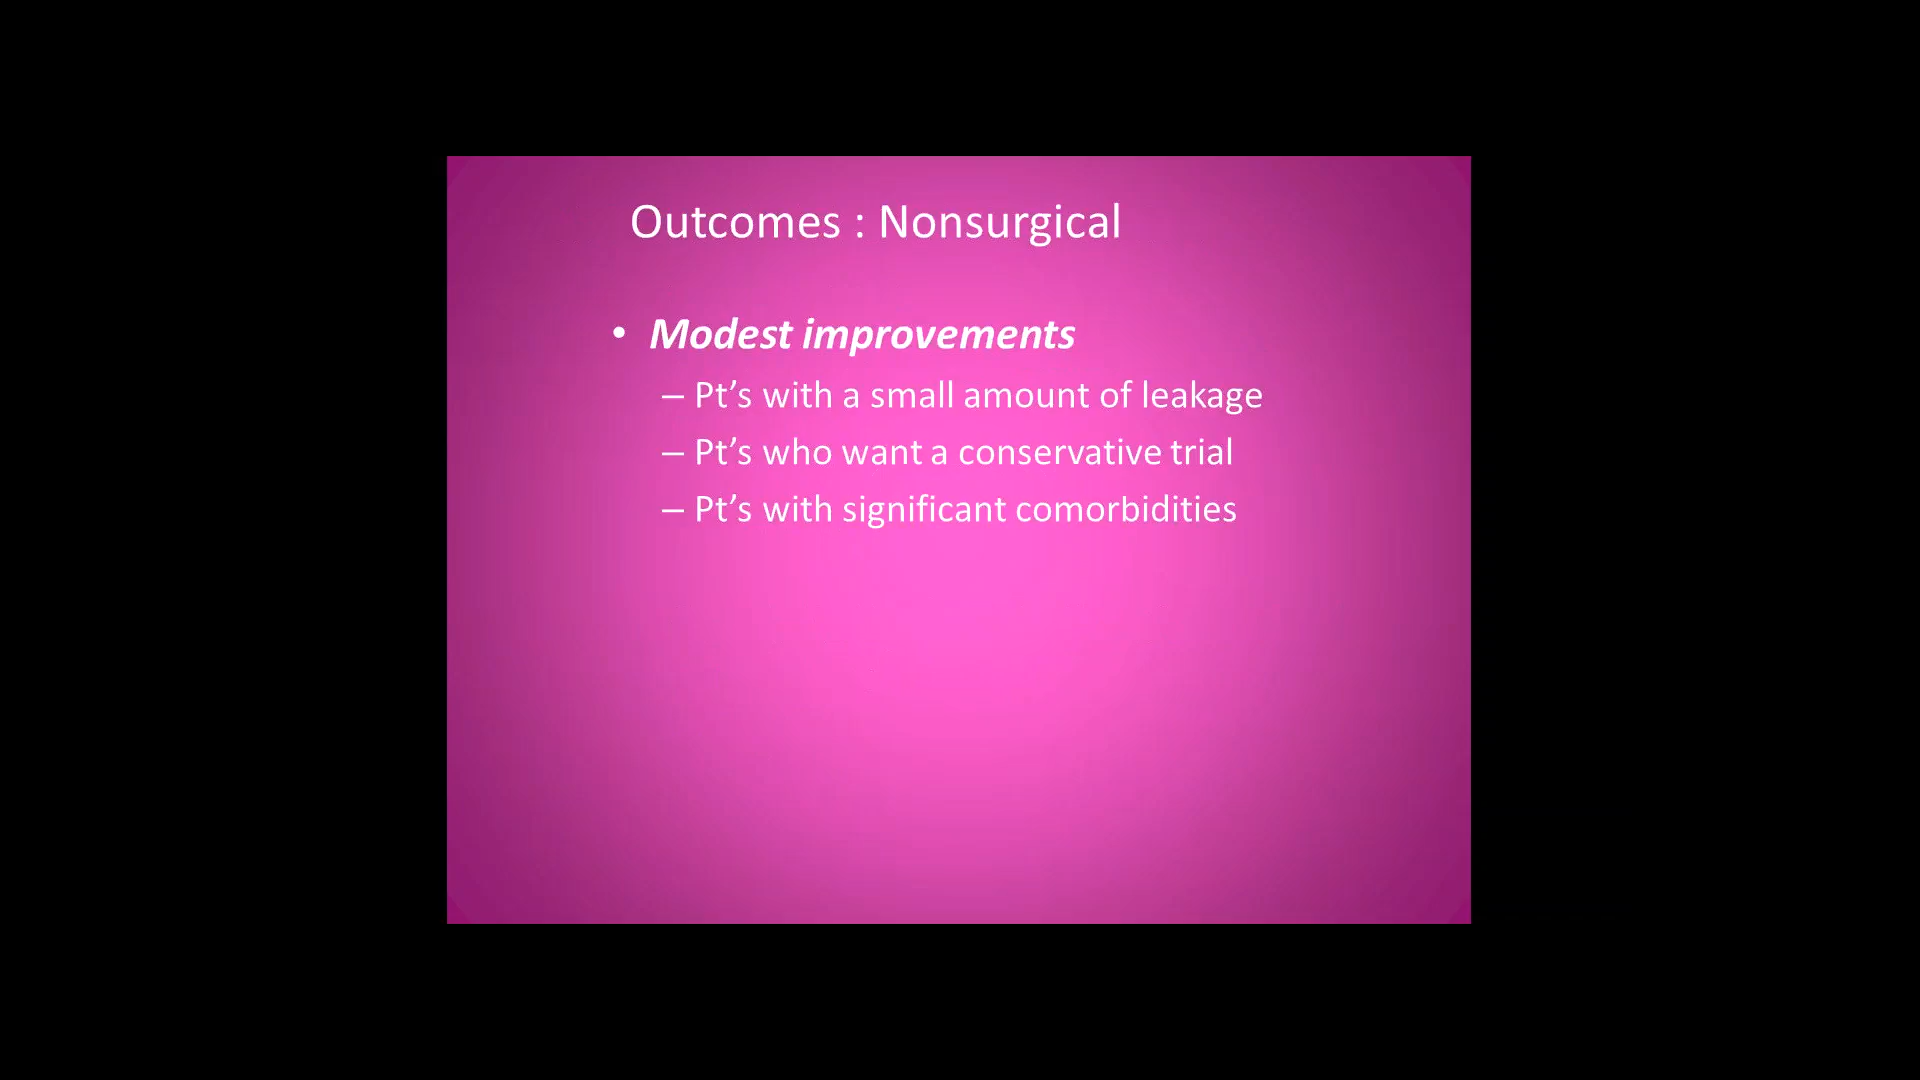 Outcomes : Nonsurgical
• Modest improvements
– Pt’s with a small amount of leakage
– Pt’s who want a conservative trial
– Pt’s with significant comorbidities